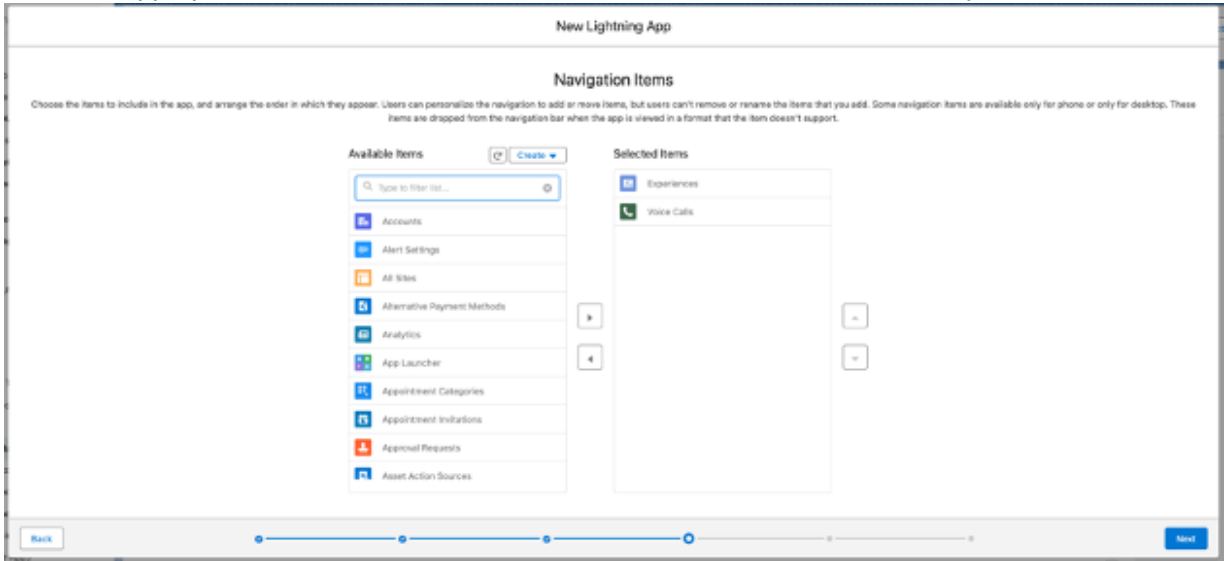 New Lightning App
Navigation Items
Choose the items to include in the app, and arrange the order in which they appear. Users can personalize the navigation to add or move items, but users can't remove or rename the items that you add. Some navigation items are available only for phone or only for desktop. These
items are dropped from the navigation bar when the app is viewed in a format that the item doesn't support.
Available Items
Create
Selected Items
Type to filter list...
Accounts
Alert Settings
All Sites
Alternative Payment Methods
Analytics
App Launcher
Appointment Categories
Appointment Invitations
Approval Requests
Asset Action Sources
Experiences
Voice Calls
Back
Next